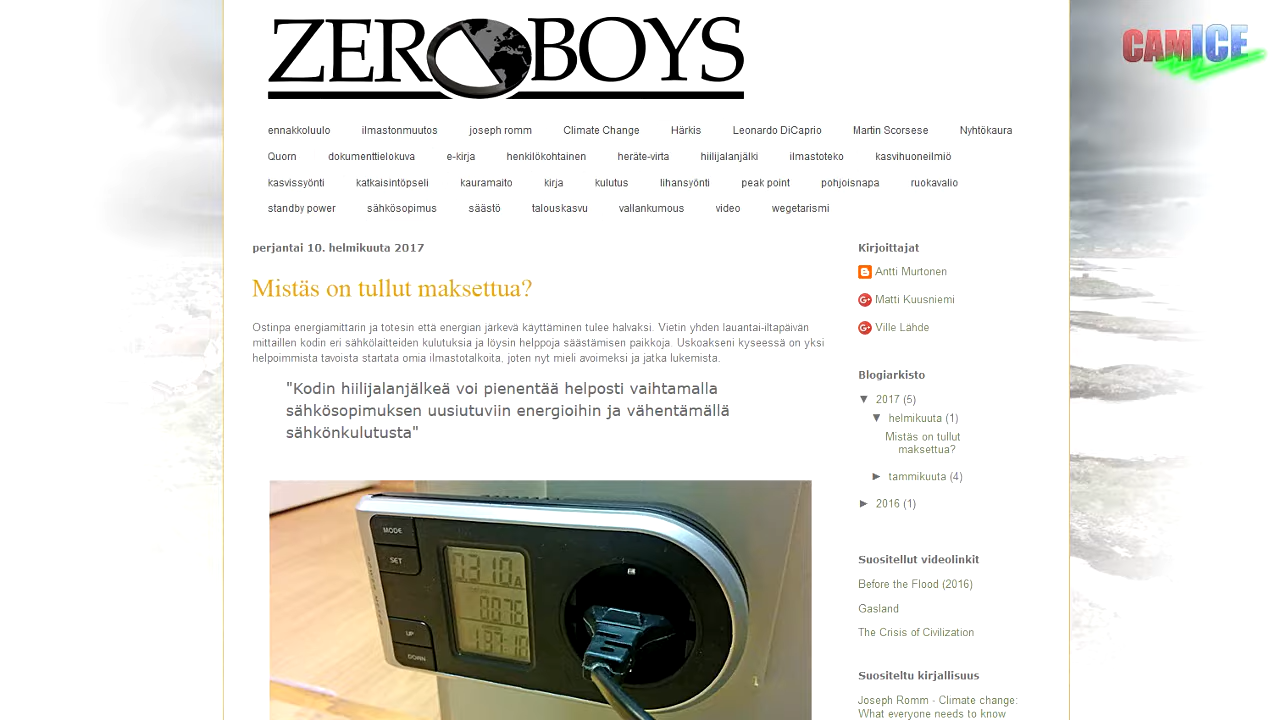 ZEROBOYS
CAMICE
ennakkoluulo ilmastonmuutos joseph romm Climate Change Härkis Leonardo DiCaprio Martin Scorsese Nyhtökaura
Quorn dokumenttielokuva e-kirja henkilökohtainen heräte-virta hiilijalanjälki ilmastoteko kasvihuoneilmiö
kasvissyönti katkaisintöpseli kauramaito kirja kulutus lihansyönti peak point pohjoisnapa ruokavalio
standby power sähkösopimus säästö talouskasvu vallankumous video wegetarismi
perjantai 10. helmikuuta 2017
Mistäs on tullut maksettua?
Ostinpa energiamittarin ja totesin että energian järkevä käyttäminen tulee halvaksi. Vietin yhden lauantai-iltapäivän
mittaillen kodin eri sähkölaitteiden kulutuksia ja löysin helppoja säästämisen paikkoja. Uskoakseni kyseessä on yksi
helpoimmista tavoista startata omia ilmastotalkoita, joten nyt mieli avoimeksi ja jatka lukemista.
"Kodin hiilijalanjälkeä voi pienentää helposti vaihtamalla
sähkösopimuksen uusiutuviin energioihin ja vähentämällä
sähkönkulutusta"
MODE
SET
UP
DOWN
0.310A
0078
Kirjoittajat
Antti Murtonen
Matti Kuusniemi
Ville Lähde
Blogiarkisto
▼ 2017 (5)
▼ helmikuuta (1)
Mistäs on tullut
maksettua?
► tammikuuta (4)
► 2016 (1)
Suositellut videolinkit
Before the Flood (2016)
Gasland
The Crisis of Civilization
Suositeltu kirjallisuus
Joseph Romm - Climate change:
What everyone needs to know